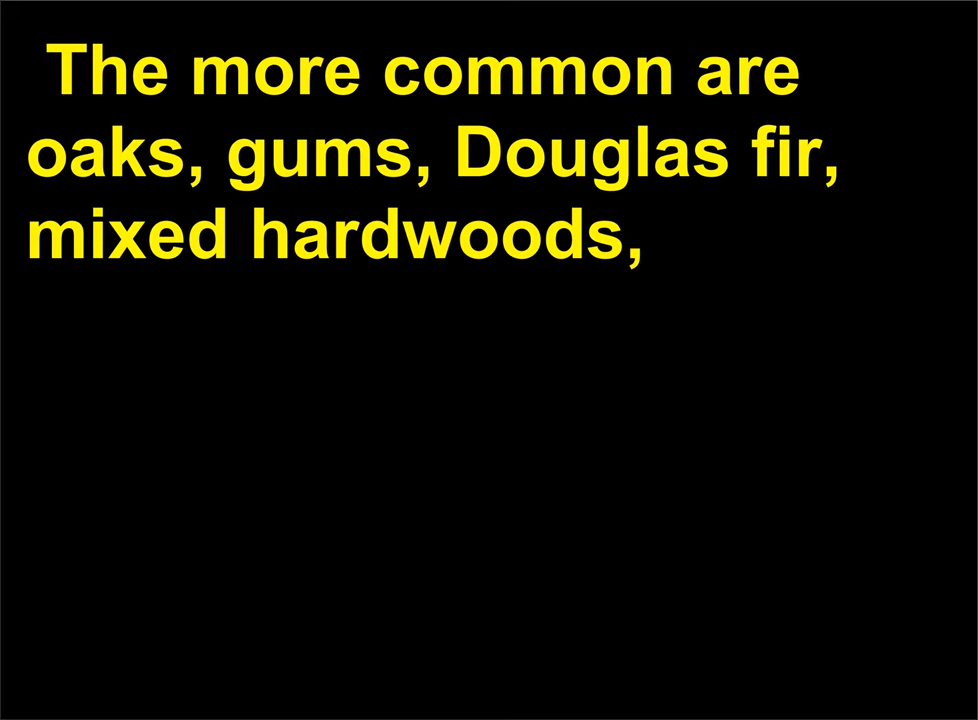 The more common are
oaks, gums, Douglas fir,
mixed hardwoods,